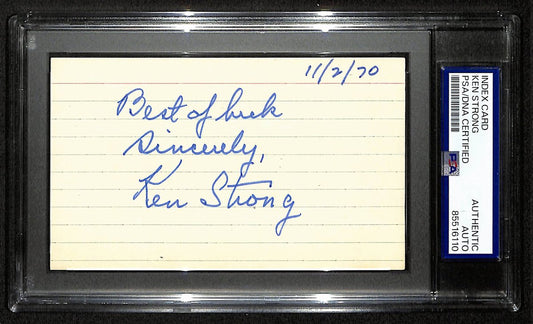 11/2/70
Best of luck
Sincerely,
Ken Strong
INDEX CARD
KEN STRONG
PSA/DNA CERTIFIED
PSA
AUTHENTIC
AUTO
85516110